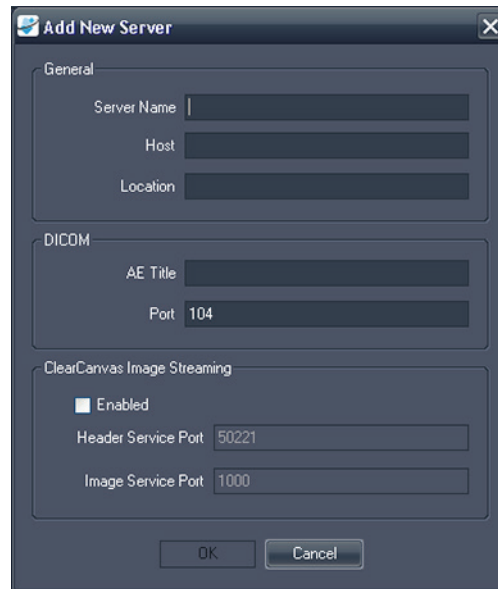 Add New Server
General
Server Name
Host
Location
DICOM
AE Title
Port 104
ClearCanvas Image Streaming
Enabled
Header Service Port 50221
Image Service Port 1000
OK Cancel